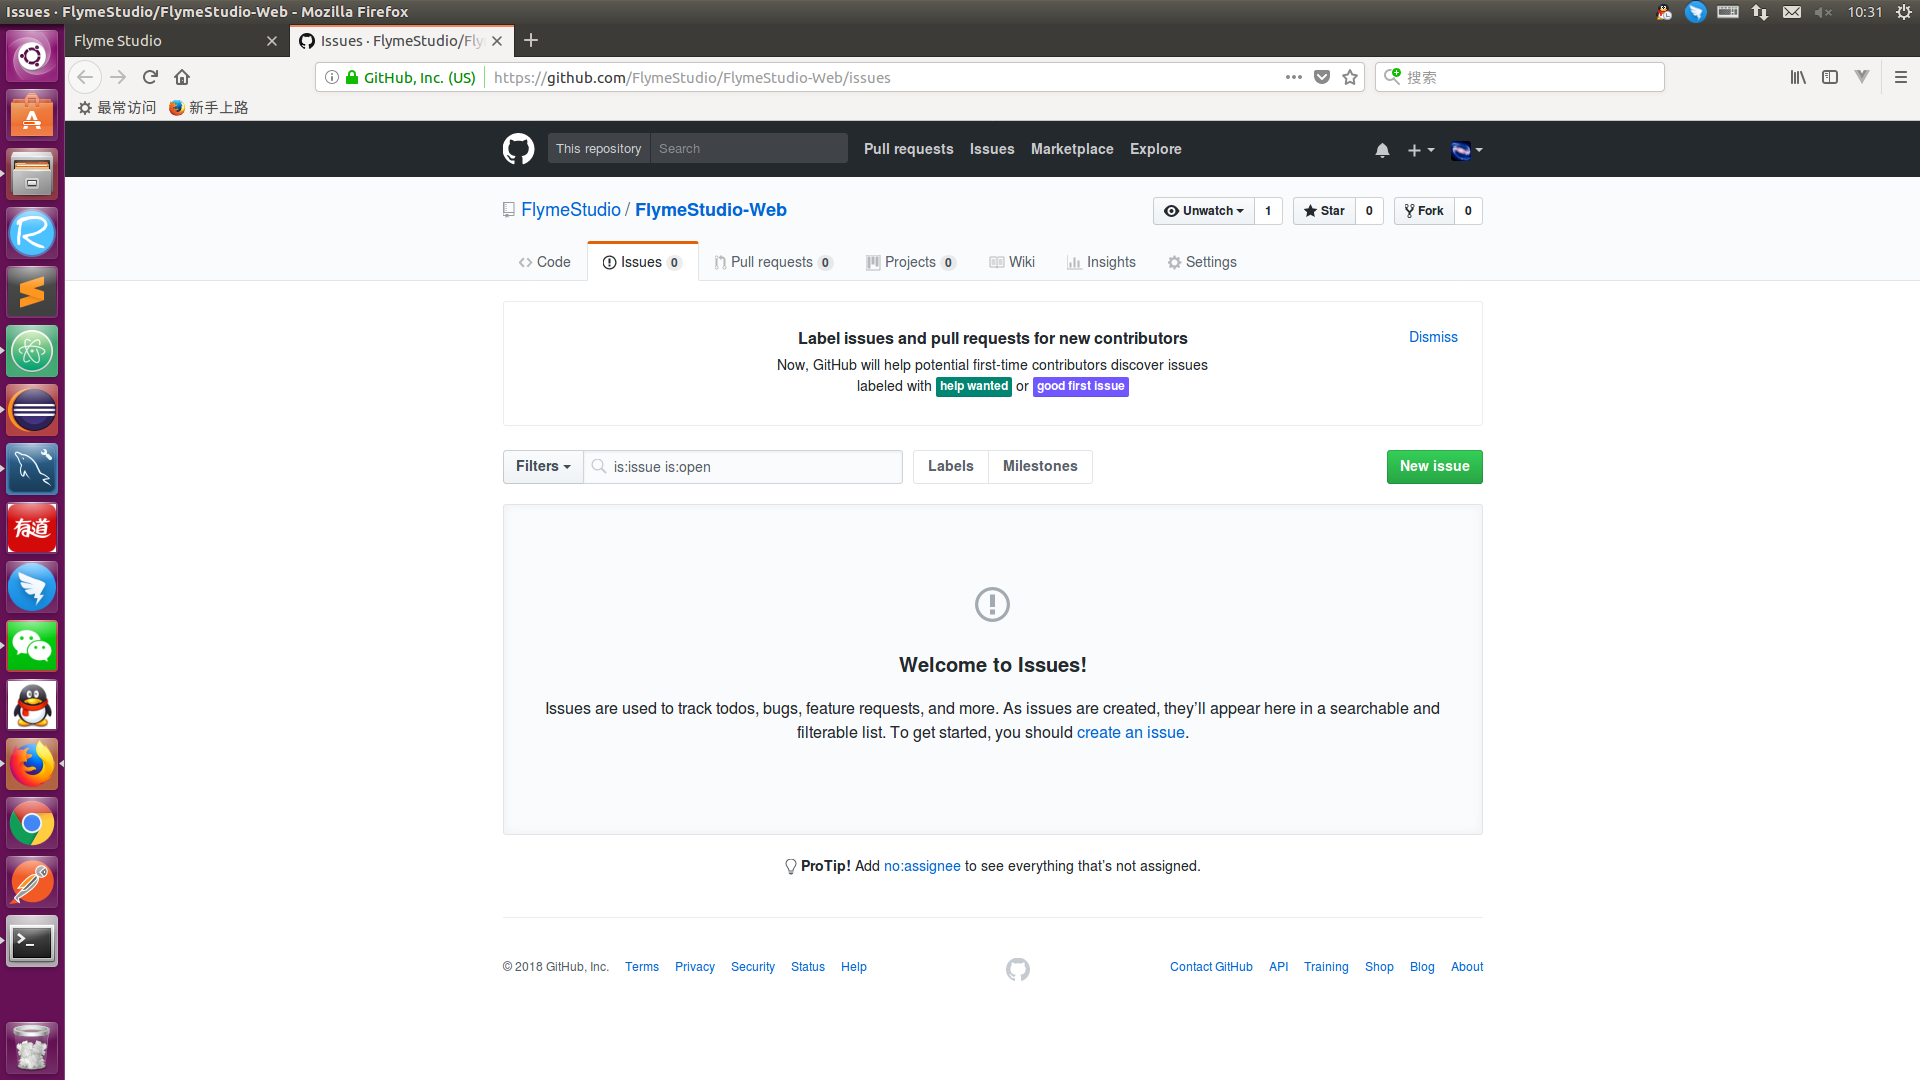 Issues · FlymeStudio/FlymeStudio-Web - Mozilla Firefox
10:31
Flyme Studio
Issues · FlymeStudio/Fly
GitHub, Inc. (US)
https://github.com/FlymeStudio/FlymeStudio-Web/issues
搜索
最常访问
新手上路
This repository
Search
Pull requests
Issues
Marketplace
Explore
FlymeStudio / FlymeStudio-Web
Unwatch 1
Star 0
Fork 0
Code
Issues 0
Pull requests 0
Projects 0
Wiki
Insights
Settings
Label issues and pull requests for new contributors
Dismiss
Now, GitHub will help potential first-time contributors discover issues
labeled with help wanted or good first issue
Filters
is:issue is:open
Labels
Milestones
New issue
有道
Welcome to Issues!
Issues are used to track todos, bugs, feature requests, and more. As issues are created, they’ll appear here in a searchable and
filterable list. To get started, you should create an issue.
ProTip! Add no:assignee to see everything that’s not assigned.
© 2018 GitHub, Inc.
Terms
Privacy
Security
Status
Help
Contact GitHub
API
Training
Shop
Blog
About